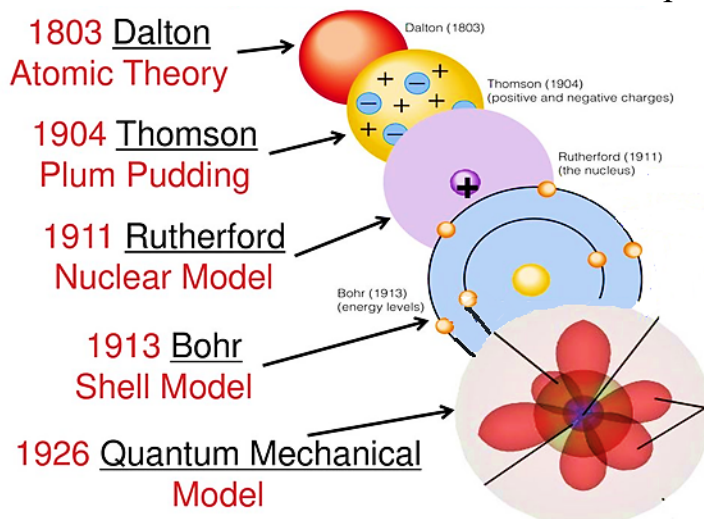 1803 Dalton
Atomic Theory
Dalton (1803)
1904 Thomson
Plum Pudding
Thomson (1904)
(positive and negative charges)
1911 Rutherford
Nuclear Model
Rutherford (1911)
(the nucleus)
1913 Bohr
Shell Model
Bohr (1913)
(energy levels)
1926 Quantum Mechanical
Model